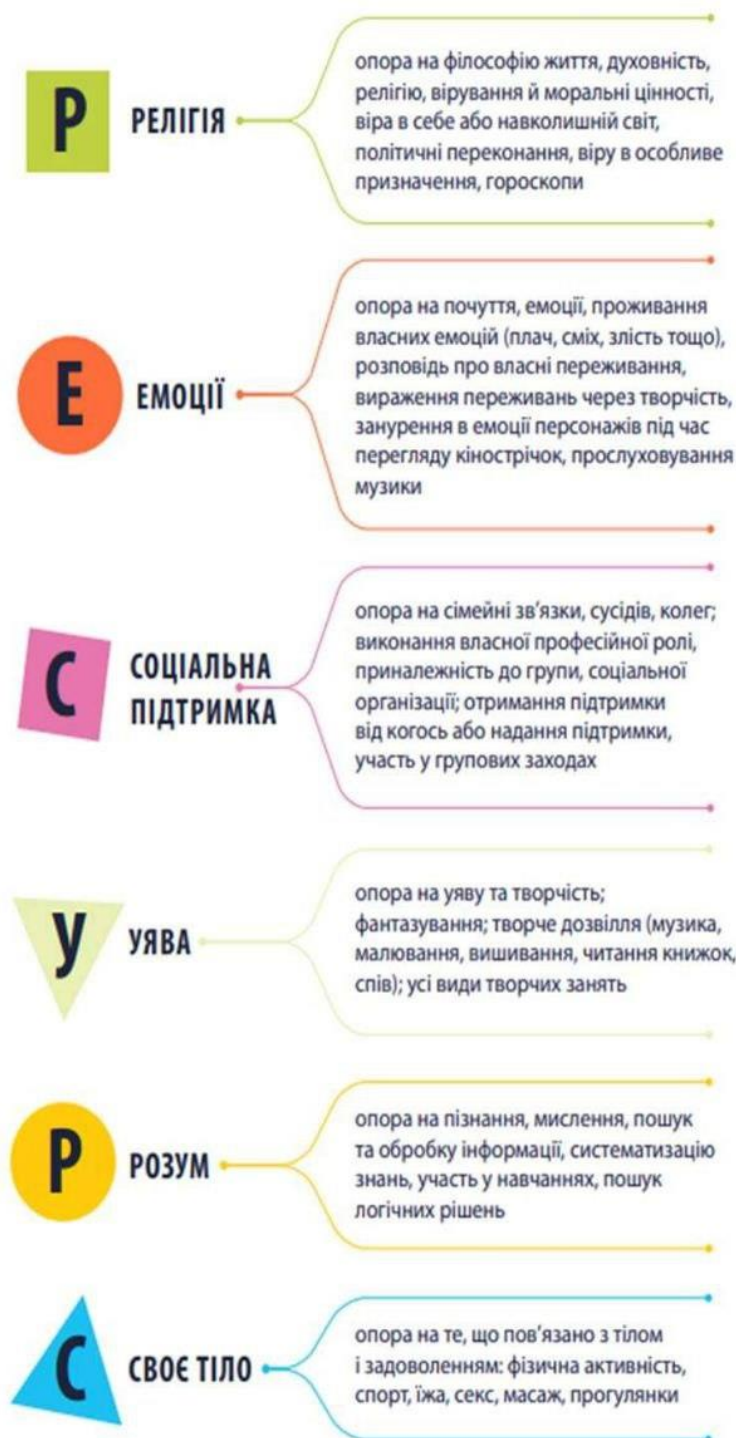 Р
РЕЛІГІЯ
опора на філософію життя, духовність,
релігію, вірування й моральні цінності,
віра в себе або навколишній світ,
політичні переконання, віру в особливе
призначення, гороскопи
Е
ЕМОЦІЇ
опора на почуття, емоції, проживання
власних емоцій (плач, сміх, злість тощо),
розповідь про власні переживання,
вираження переживань через творчість,
занурення в емоції персонажів під час
перегляду кінострічок, прослуховування
музики
С
СОЦІАЛЬНА
ПІДТРИМКА
опора на сімейні зв’язки, сусідів, колег;
виконання власної професійної ролі,
приналежність до групи, соціальної
організації; отримання підтримки
від когось або надання підтримки,
участь у групових заходах
У
УЯВА
опора на уяву та творчість;
фантазування; творче дозвілля (музика,
малювання, вишивання, читання книжок,
спів); усі види творчих занять
Р
РОЗУМ
опора на пізнання, мислення, пошук
та обробку інформації, систематизацію
знань, участь у навчаннях, пошук
логічних рішень
С
СВОЄ ТІЛО
опора на те, що пов’язано з тілом
і задоволенням: фізична активність,
спорт, їжа, секс, масаж, прогулянки